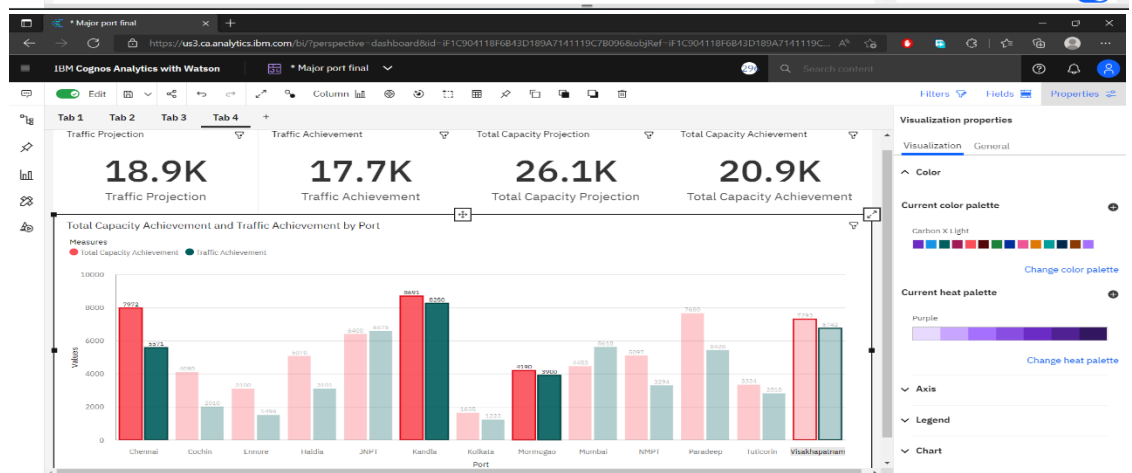 * Major port final
https://us3.ca.analytics.ibm.com/bi/?perspective=dashboard&id=iF1C904118F6B43D189A7141119C7B096&objRef=iF1C904118F6B43D189A7141119C...
IBM Cognos Analytics with Watson
* Major port final
Search content
Edit
Column
Filters
Fields
Properties
Tab 1
Tab 2
Tab 3
Tab 4
Traffic Projection
Traffic Achievement
Total Capacity Projection
Total Capacity Achievement
18.9K
17.7K
26.1K
20.9K
Traffic Projection
Traffic Achievement
Total Capacity Projection
Total Capacity Achievement
Total Capacity Achievement and Traffic Achievement by Port
Measures
Total Capacity Achievement
Traffic Achievement
Values
10000
8000
6000
4000
2000
0
7972
5571
3100
8691
8250
4190
3900
Chennai
Cochin
Ennore
Haldia
JNPT
Kandla
Kolkata
Mormugao
Mumbai
NMPT
Paradeep
Tuticorin
Visakhapatnam
Port
Visualization properties
Visualization
General
Color
Current color palette
Carbon X Light
Change color palette
Current heat palette
Purple
Change heat palette
Axis
Legend
Chart